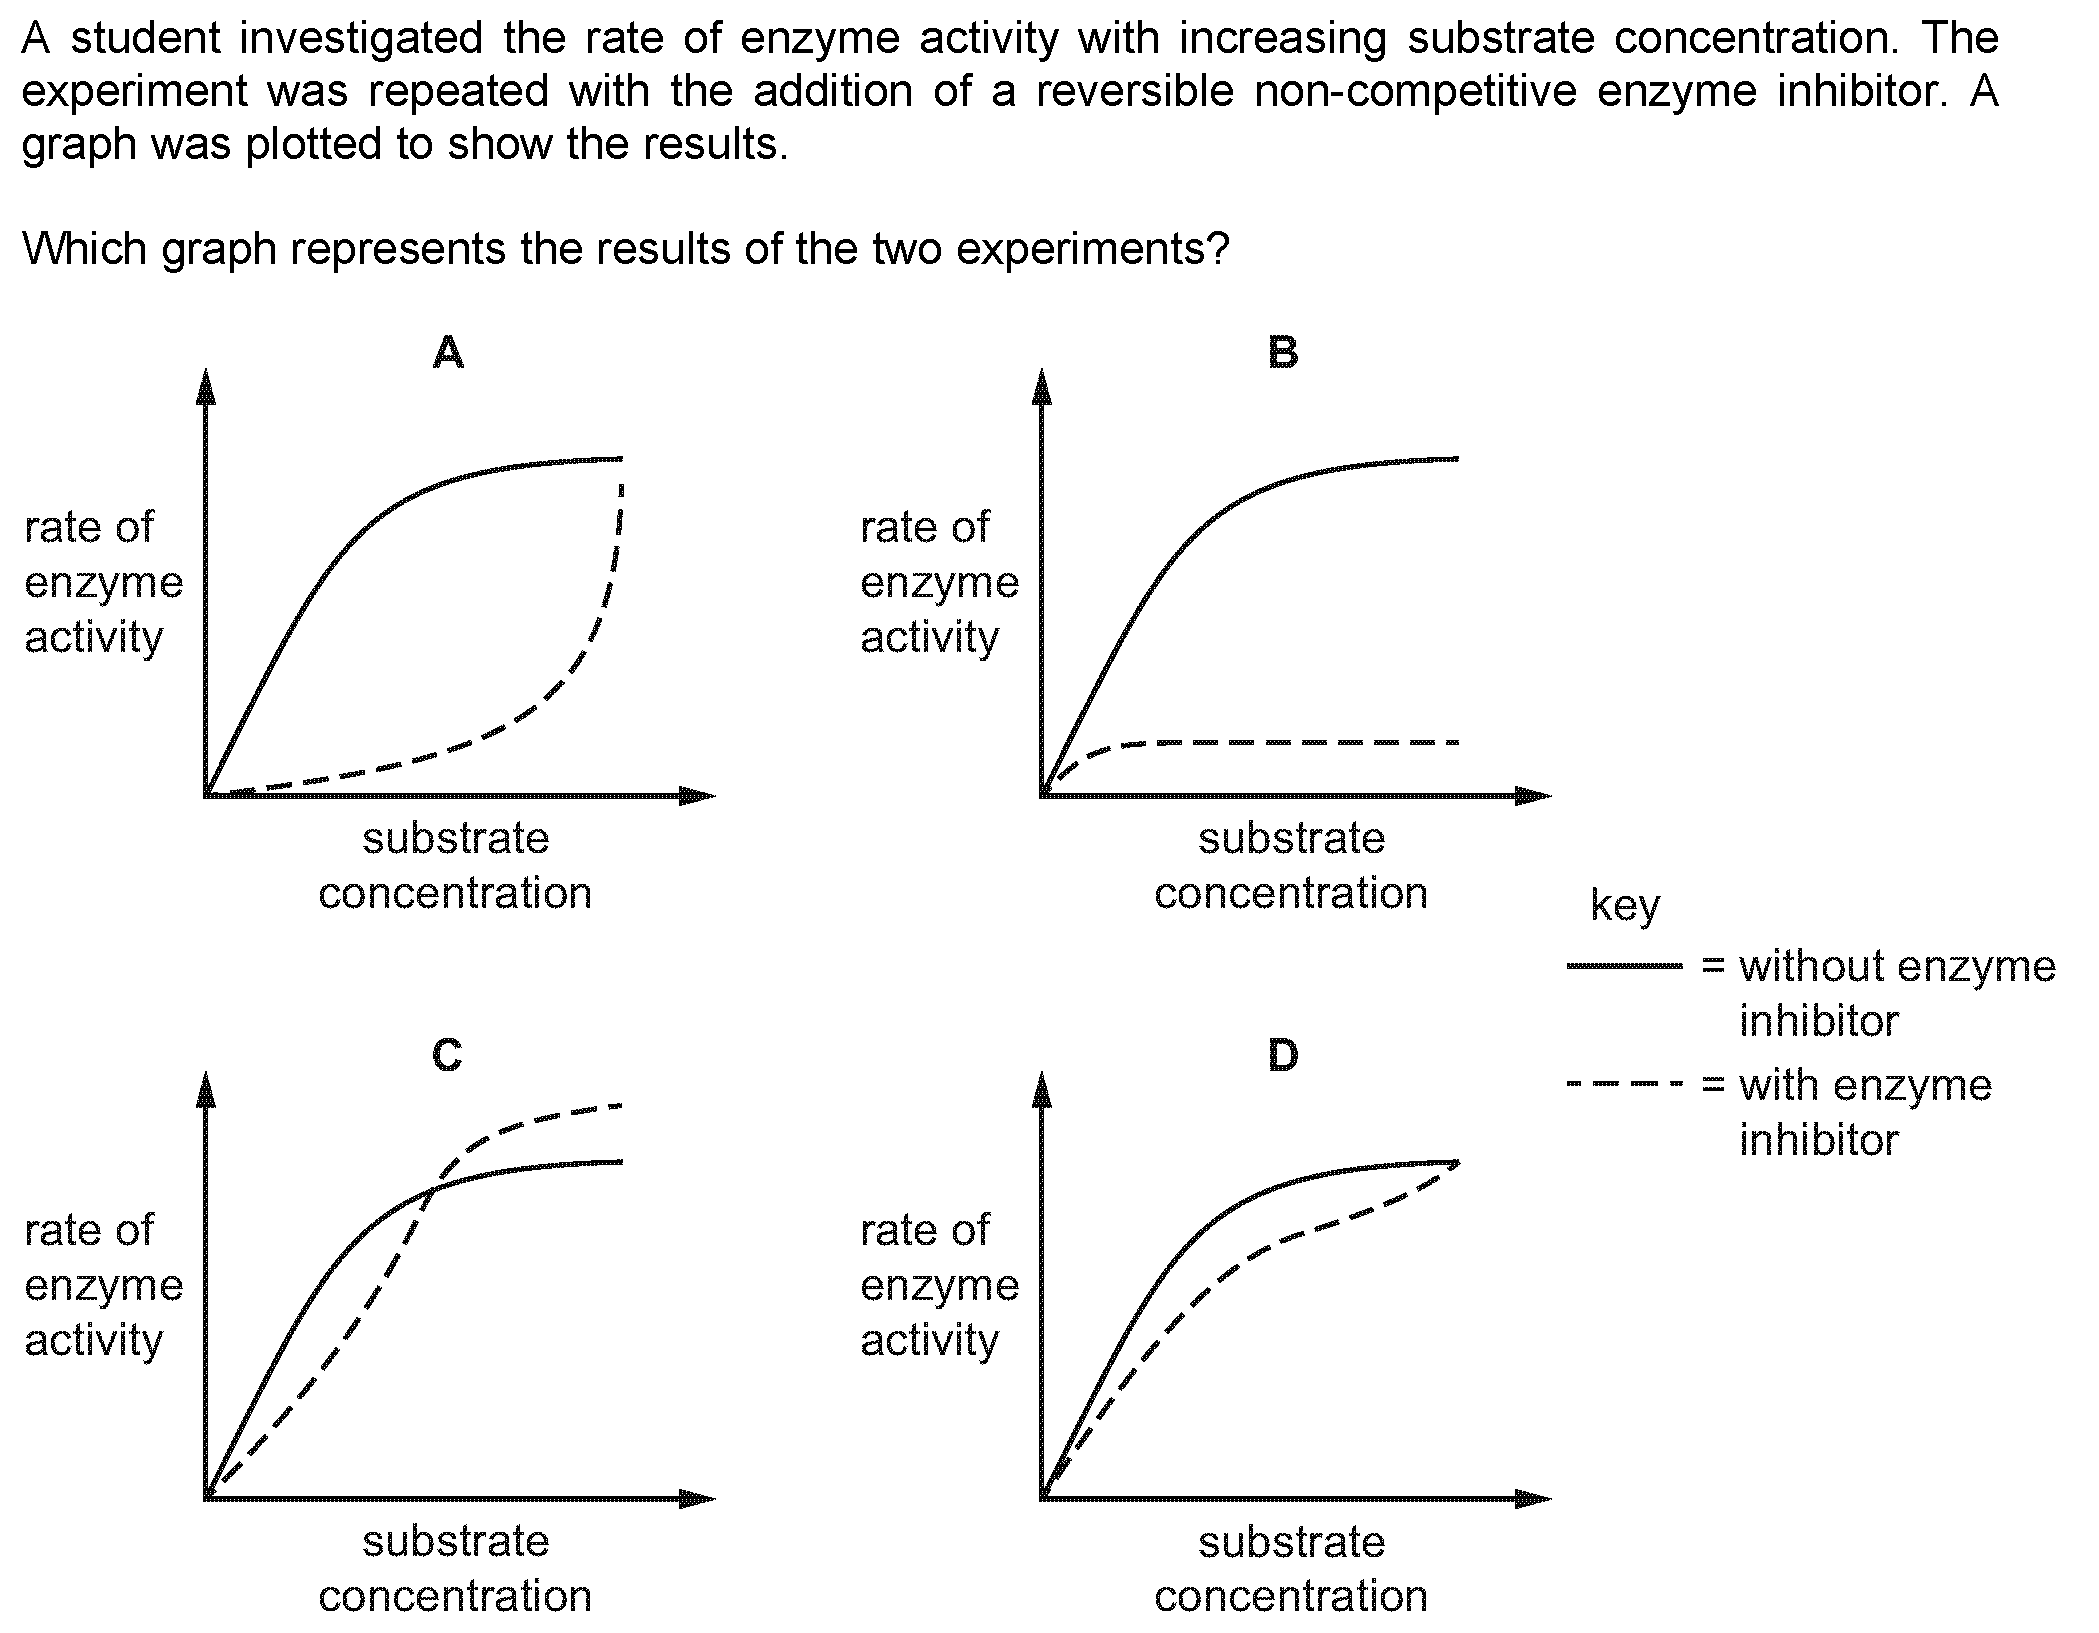 A student investigated the rate of enzyme activity with increasing substrate concentration. The
experiment was repeated with the addition of a reversible non-competitive enzyme inhibitor. A
graph was plotted to show the results.
Which graph represents the results of the two experiments?
A
rate of
enzyme
activity
substrate
concentration
B
rate of
enzyme
activity
substrate
concentration
key
= without enzyme
inhibitor
= with enzyme
inhibitor
C
rate of
enzyme
activity
substrate
concentration
D
rate of
enzyme
activity
substrate
concentration